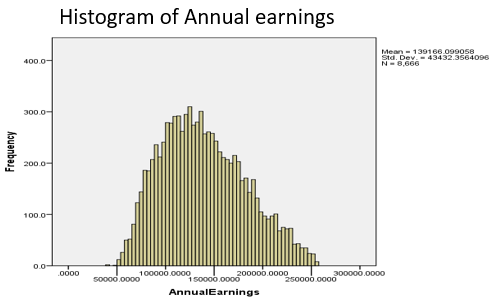 Histogram of Annual earnings
Mean = 139166.099058
Std. Dev. = 43432.3564096
N = 8,666
400.0
300.0
200.0
100.0
0.0
Frequency
.0000 100000.0000 200000.0000 300000.0000
50000.0000 150000.0000 250000.0000
AnnualEarnings